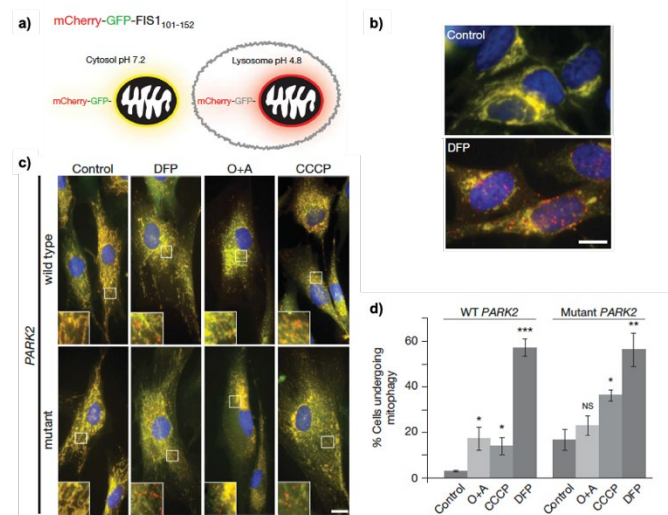 a)
mCherry-GFP-FIS1101-152
Cytosol pH 7.2
Lysosome pH 4.8
mCherry-GFP-
mCherry-GFP-
b)
Control
DFP
c)
Control DFP O+A CCCP
wild type
PARK2
mutant
d)
WT PARK2 Mutant PARK2
% Cells undergoing
mitophagy
60
40
20
0
* * *** NS * **
Control O+A CCCP DFP Control O+A CCCP DFP